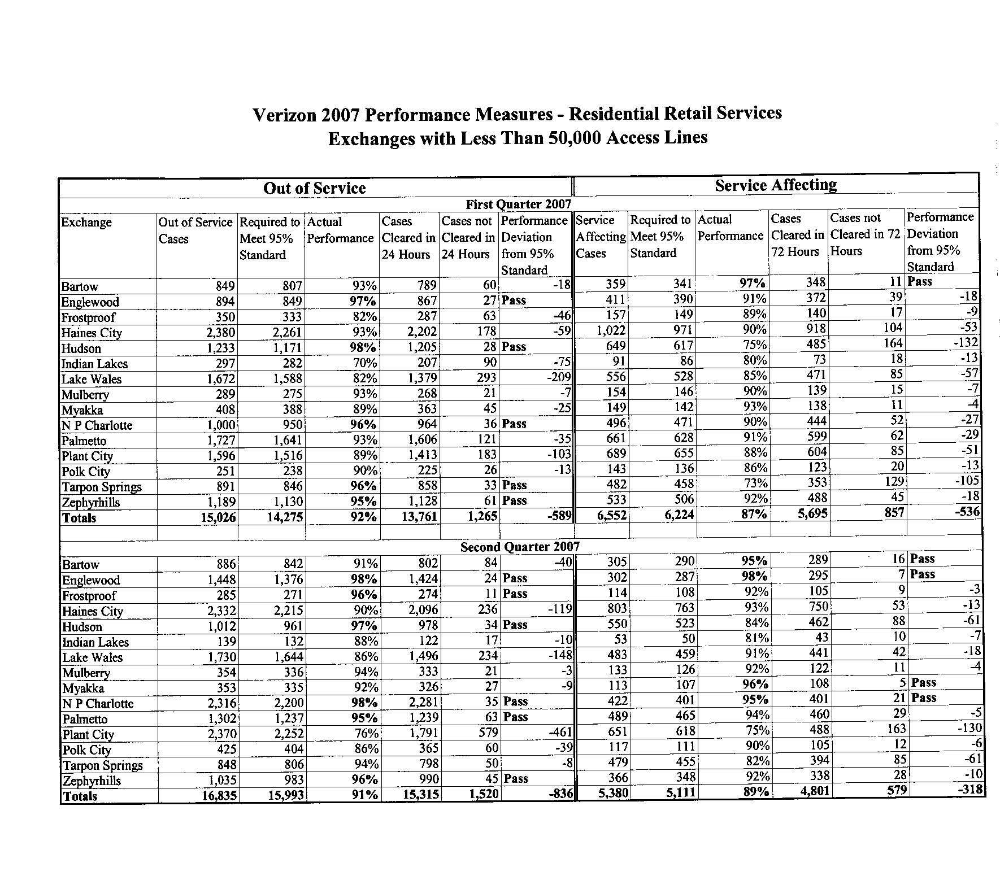 Verizon 2007 Performance Measures - Residential Retail Services
Exchanges with Less Than 50,000 Access Lines
Out of Service Service Affecting
First Quarter 2007
Exchange Out of Service Required to Actual Cases Cases not Performance Service Required to Actual Cases Cases not Performance
Cases Meet 95% Performance Cleared in Cleared in Deviation Affecting Meet 95% Performance Cleared in Cleared in 72 Deviation
Standard 24 Hours 24 Hours from 95% Cases Standard 72 Hours Hours from 95%
Standard Standard
Bartow 849 807 93% 789 60 -18 359 341 97% 348 11 Pass
Englewood 894 849 97% 867 27 Pass 411 390 91% 372 39 -18
Frostproof 350 333 82% 287 63 -46 157 149 89% 140 17 -9
Haines City 2,380 2,261 93% 2,202 178 -59 1,022 971 90% 918 104 -53
Hudson 1,233 1,171 98% 1,205 28 Pass 649 617 75% 485 164 -132
Indian Lakes 297 282 70% 207 90 -75 91 86 80% 73 18 -13
Lake Wales 1,672 1,588 82% 1,379 293 -209 556 528 85% 471 85 -57
Mulberry 289 275 93% 268 21 -7 154 146 90% 139 15 -7
Myakka 408 388 89% 363 45 -25 149 142 93% 138 11 -4
N P Charlotte 1,000 950 96% 964 36 Pass 496 471 90% 444 52 -27
Palmetto 1,727 1,641 93% 1,606 121 -35 661 628 91% 599 62 -29
Plant City 1,596 1,516 89% 1,413 183 -103 689 655 88% 604 85 -51
Polk City 251 238 90% 225 26 -13 143 136 86% 123 20 -13
Tarpon Springs 891 846 96% 858 33 Pass 482 458 73% 353 129 -105
Zephyrhills 1,189 1,130 95% 1,128 61 Pass 533 506 92% 488 45 -18
Totals 15,026 14,275 92% 13,761 1,265 -589 6,552 6,224 87% 5,695 857 -536
Second Quarter 2007
Bartow 886 842 91% 802 84 -40 305 290 95% 289 16 Pass
Englewood 1,448 1,376 98% 1,424 24 Pass 302 287 98% 295 7 Pass
Frostproof 285 271 96% 274 11 Pass 114 108 92% 105 9 -3
Haines City 2,332 2,215 90% 2,096 236 -119 803 763 93% 750 53 -13
Hudson 1,012 961 97% 978 34 Pass 550 523 84% 462 88 -61
Indian Lakes 139 132 88% 122 17 -10 53 50 81% 43 10 -7
Lake Wales 1,730 1,644 86% 1,496 234 -148 483 459 91% 441 42 -18
Mulberry 354 336 94% 333 21 -3 133 126 92% 122 11 -4
Myakka 353 335 92% 326 27 -9 113 107 96% 108 5 Pass
N P Charlotte 2,316 2,200 98% 2,281 35 Pass 422 401 95% 401 21 Pass
Palmetto 1,302 1,237 95% 1,239 63 Pass 489 465 94% 460 29 -5
Plant City 2,370 2,252 76% 1,791 579 -461 651 618 75% 488 163 -130
Polk City 425 404 86% 365 60 -39 117 111 90% 105 12 -6
Tarpon Springs 848 806 94% 798 50 -8 479 455 82% 394 85 -61
Zephyrhills 1,035 983 96% 990 45 Pass 366 348 92% 338 28 -10
Totals 16,835 15,993 91% 15,315 1,520 -836 5,380 5,111 89% 4,801 579 -318